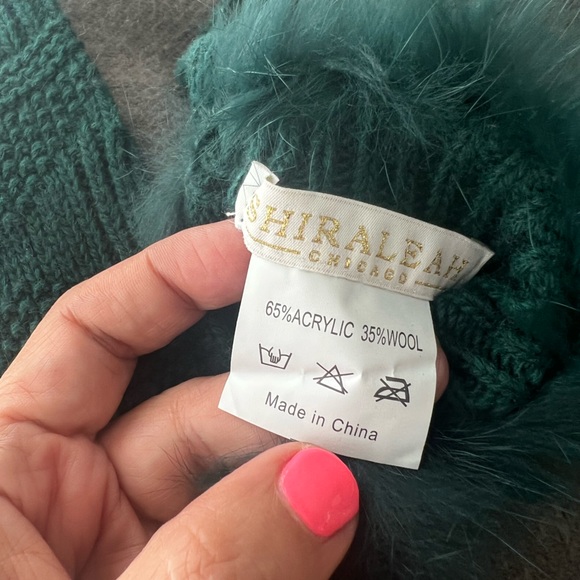 SHIRALEAH
CHICAGO
65%ACRYLIC 35%WOOL
Made in China